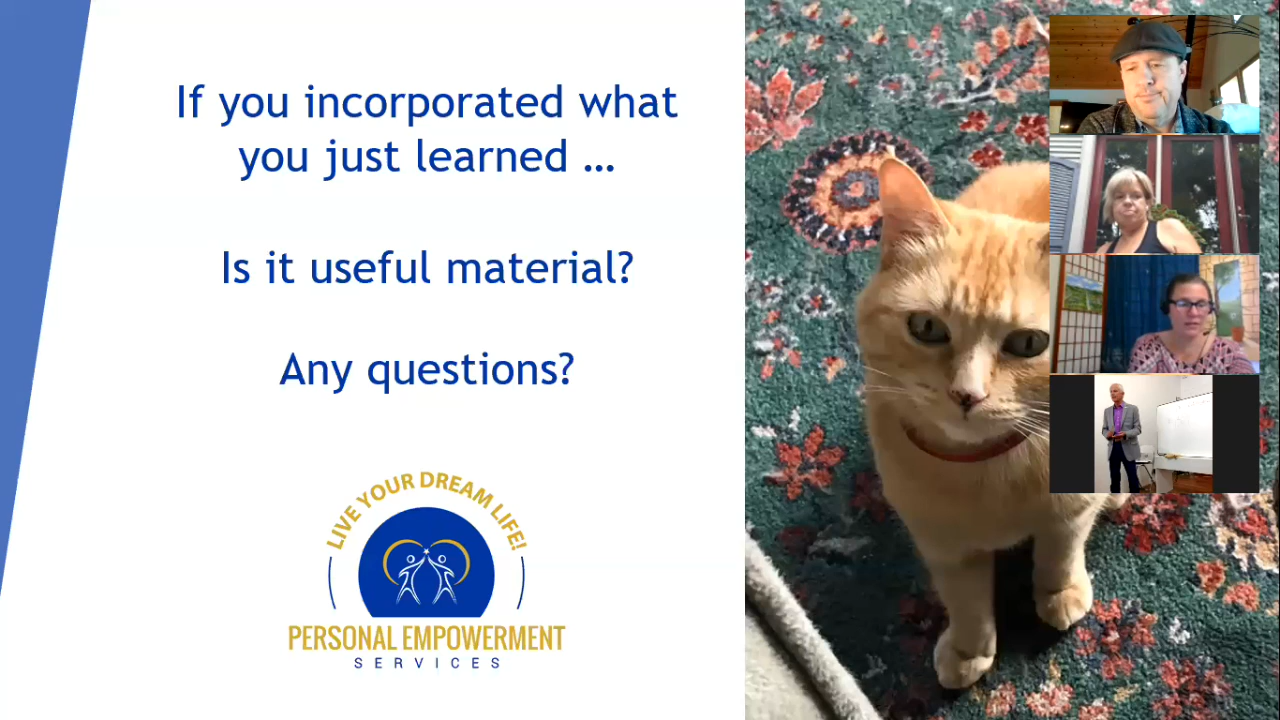 If you incorporated what
you just learned …
Is it useful material?
Any questions?
LIVE YOUR DREAM LIFE!
PERSONAL EMPOWERMENT
SERVICES